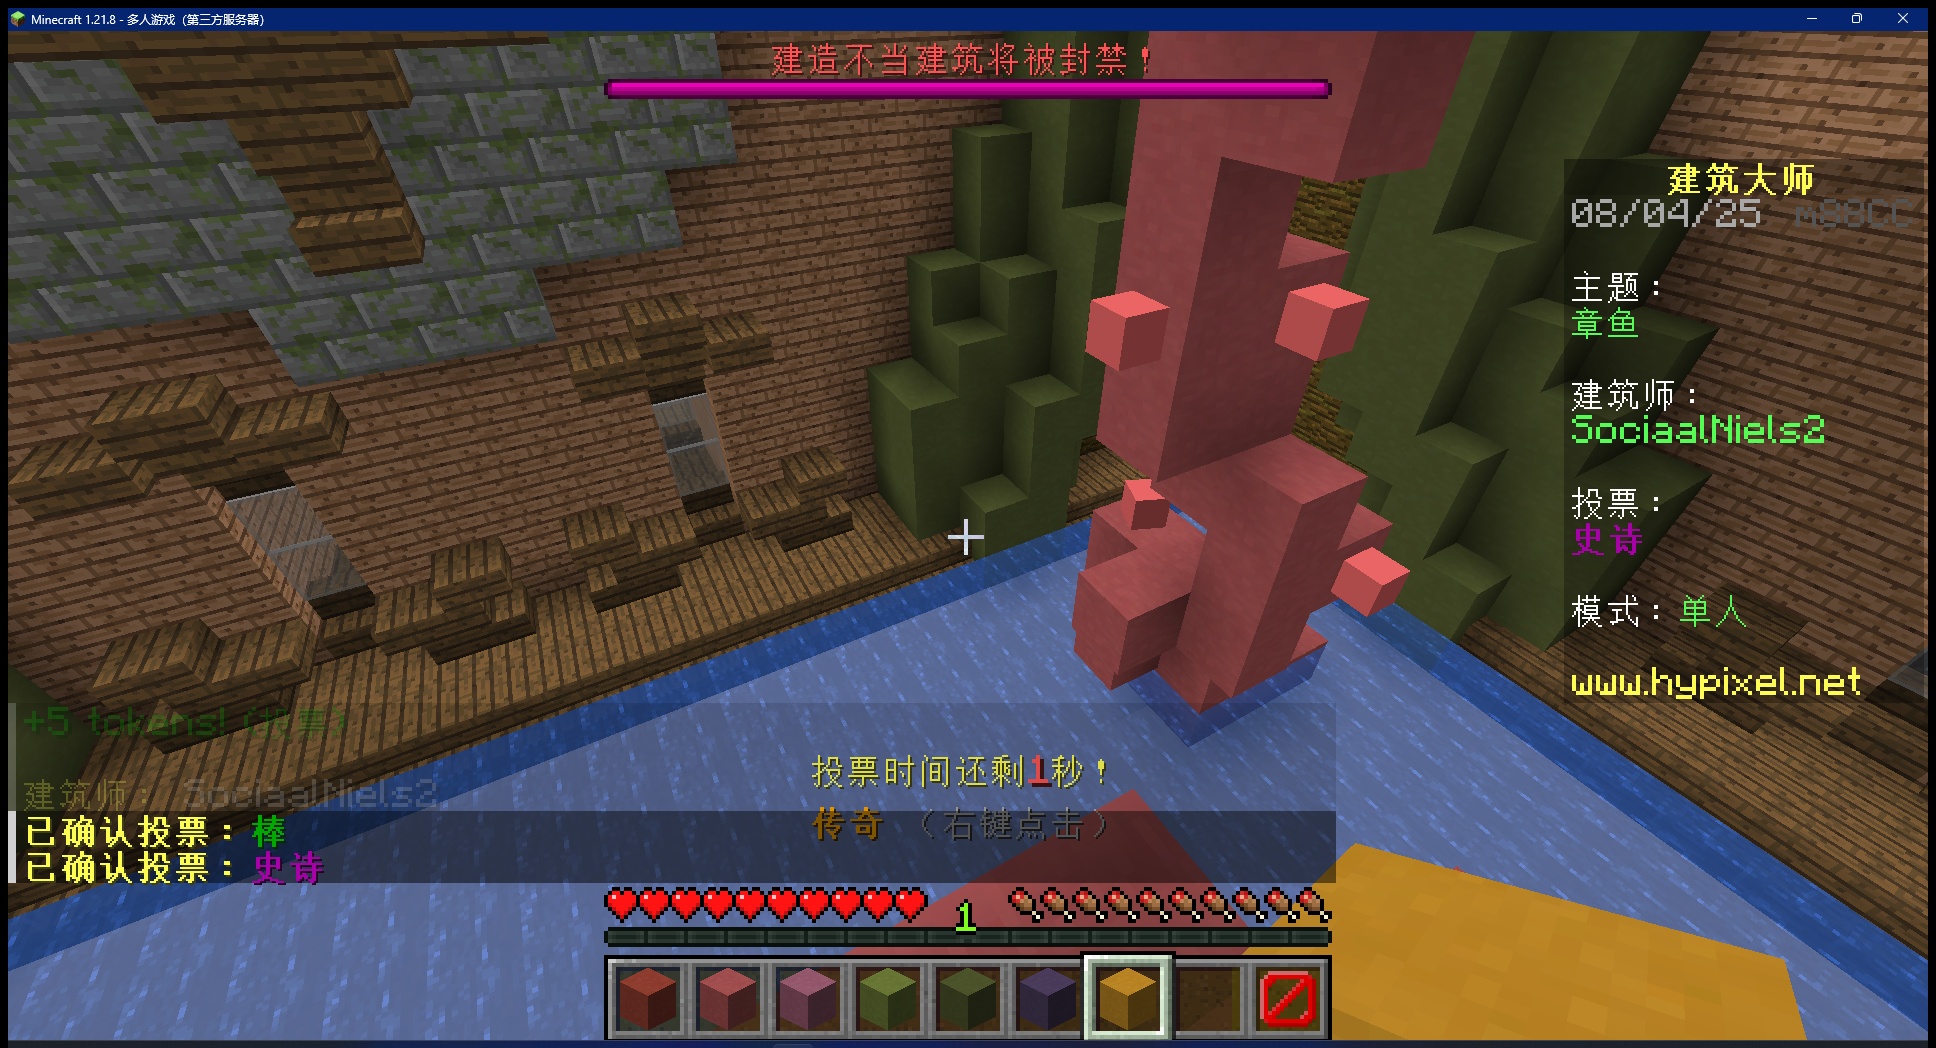 Minecraft 1.21.8 - 多人游戏（第三方服务器）
建造不当建筑将被封禁！
建筑大师
08/04/25 m83CC
主题：
章鱼
建筑师：
SociaalNiels2
投票：
史诗
模式：单人
www.hypixel.net
+5 tokens!（投票）
建筑师： SociaalNiels2
已确认投票：棒
已确认投票：史诗
投票时间还剩1秒！
传奇 （右键点击）
1